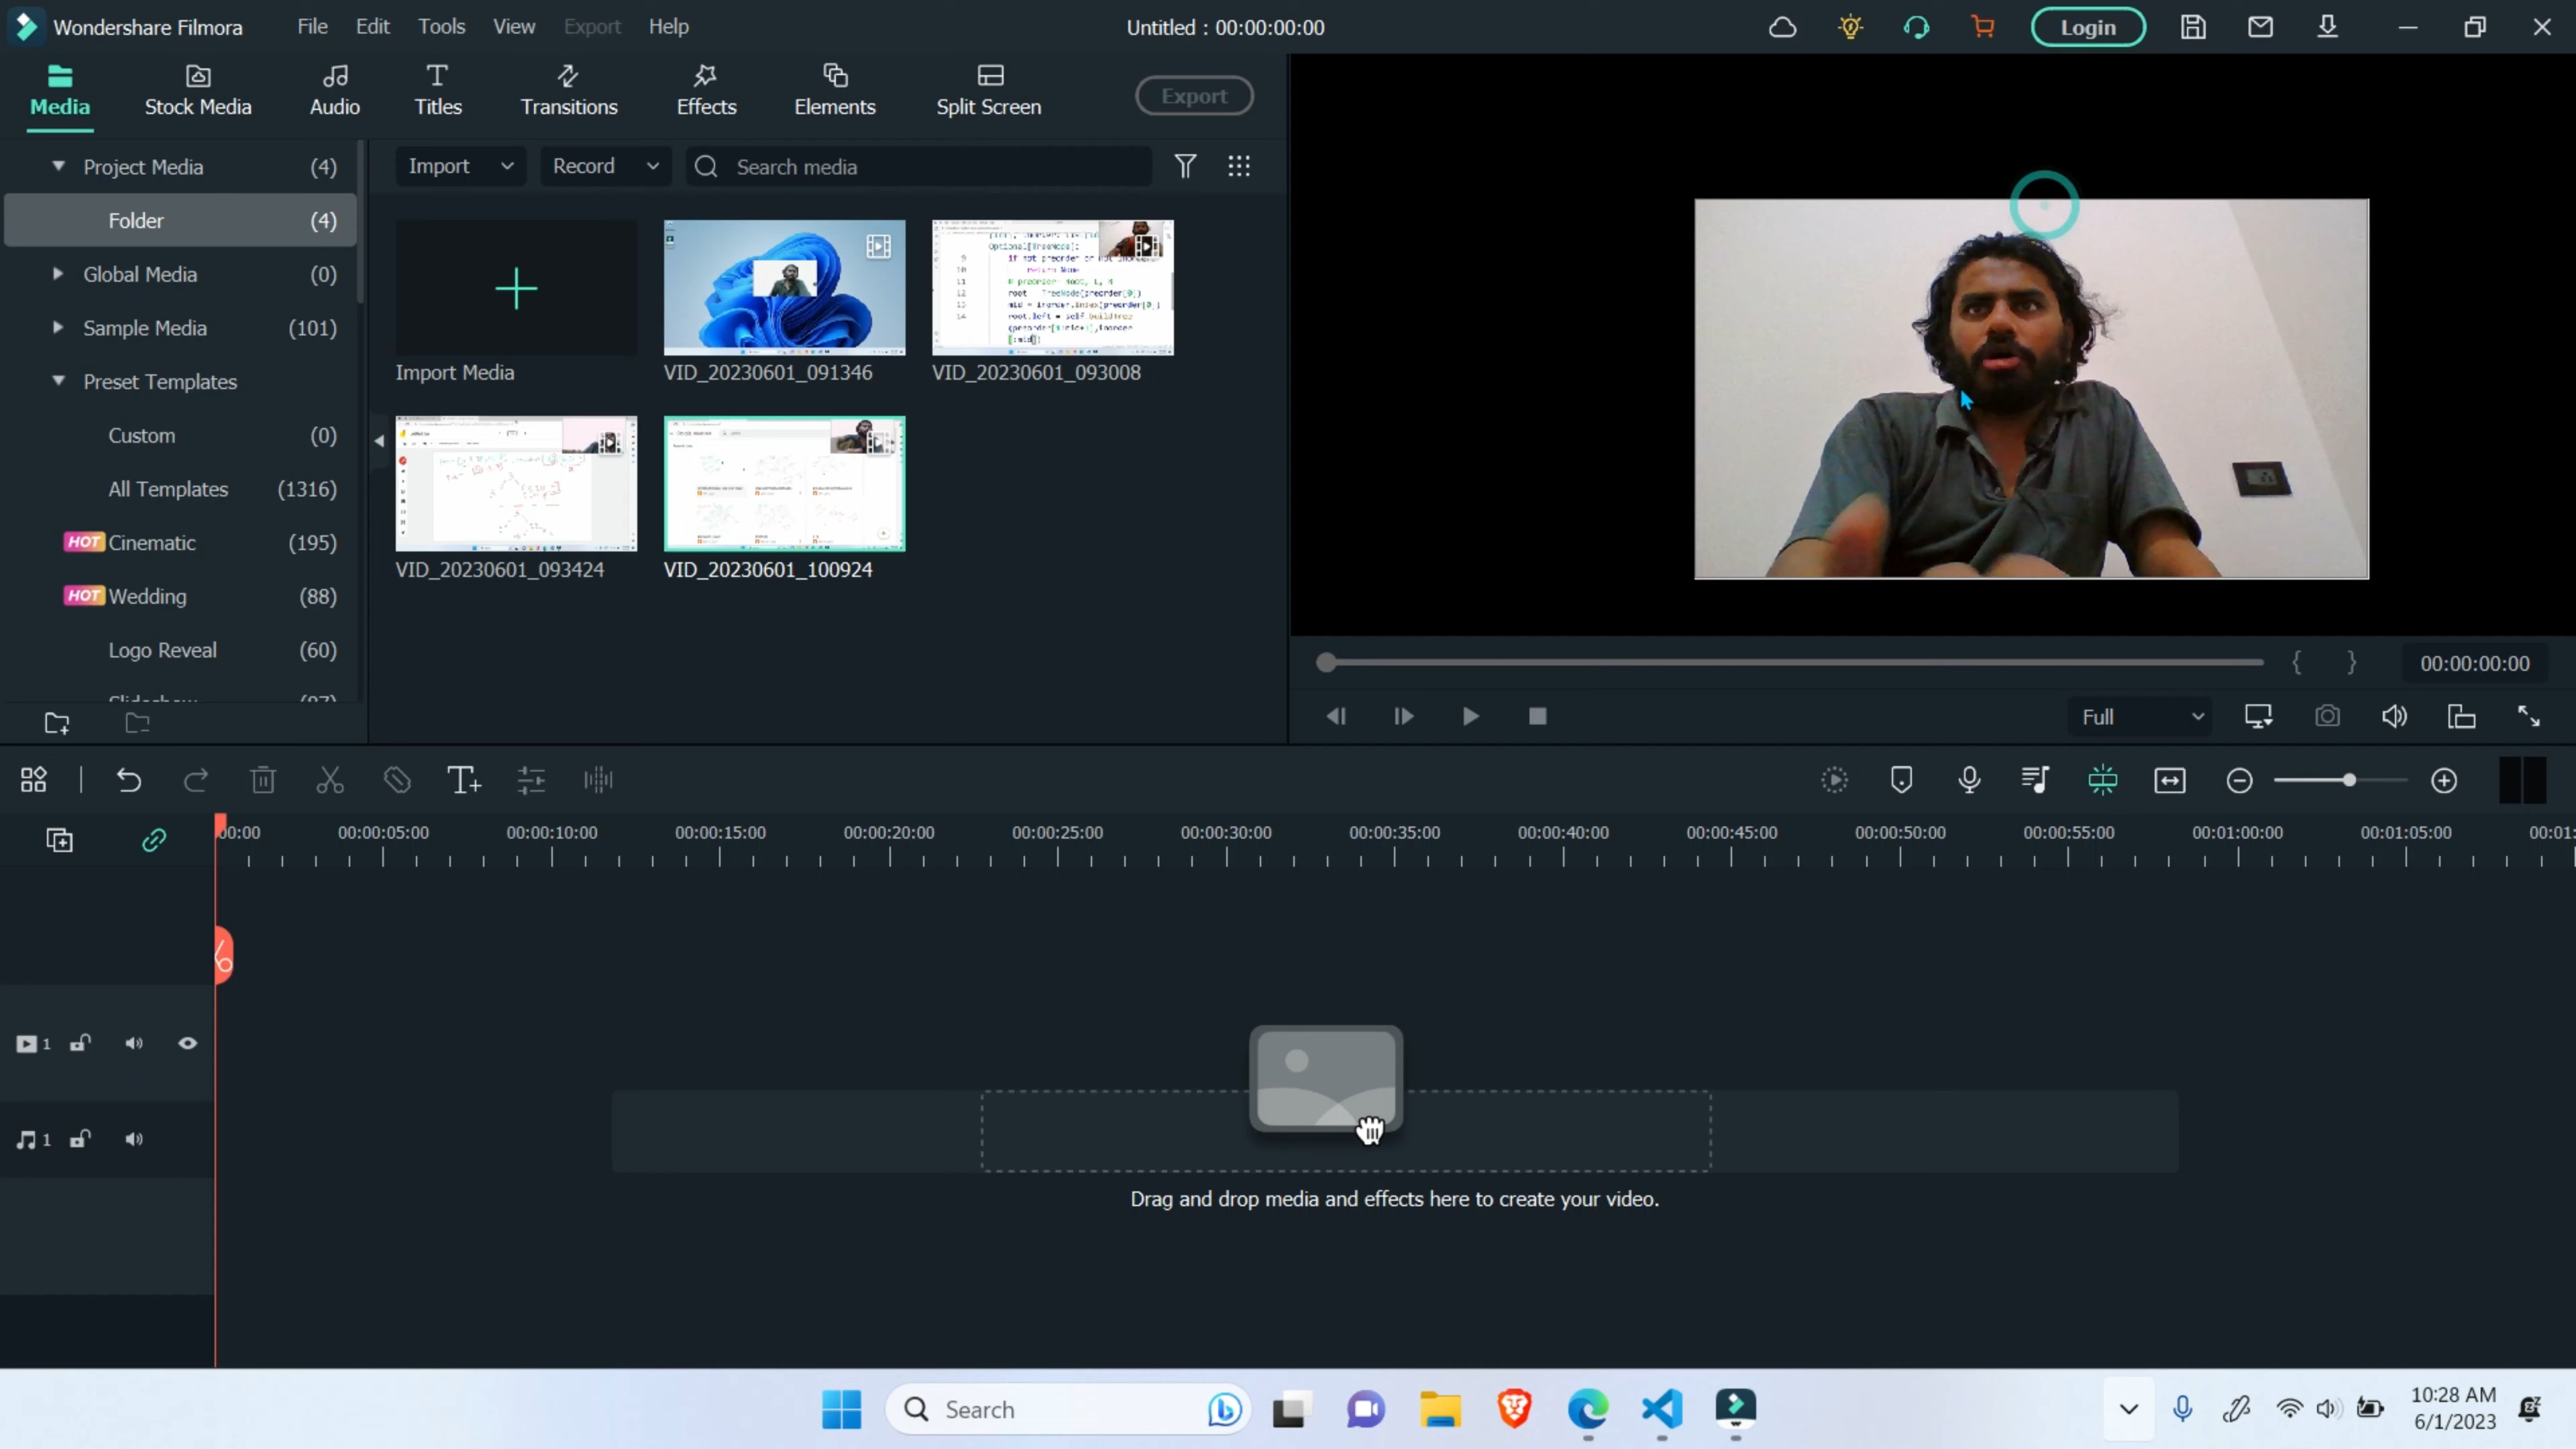 Wondershare Filmora File Edit Tools View Export Help Untitled : 00:00:00:00 Login
Media Stock Media Audio Titles Transitions Effects Elements Split Screen Export
Project Media (4)
Folder (4)
Global Media (0)
Sample Media (101)
Preset Templates
Custom (0)
All Templates (1316)
HOT Cinematic (195)
HOT Wedding (88)
Logo Reveal (60)
Import Record Search media
Import Media VID_20230601_091346 VID_20230601_093008
VID_20230601_093424 VID_20230601_100924
00:00:00:00
Full
00:00 00:00:05:00 00:00:10:00 00:00:15:00 00:00:20:00 00:00:25:00 00:00:30:00 00:00:35:00 00:00:40:00 00:00:45:00 00:00:50:00 00:00:55:00 00:01:00:00 00:01:05:00
1
1
Drag and drop media and effects here to create your video.
Search
10:28 AM
6/1/2023